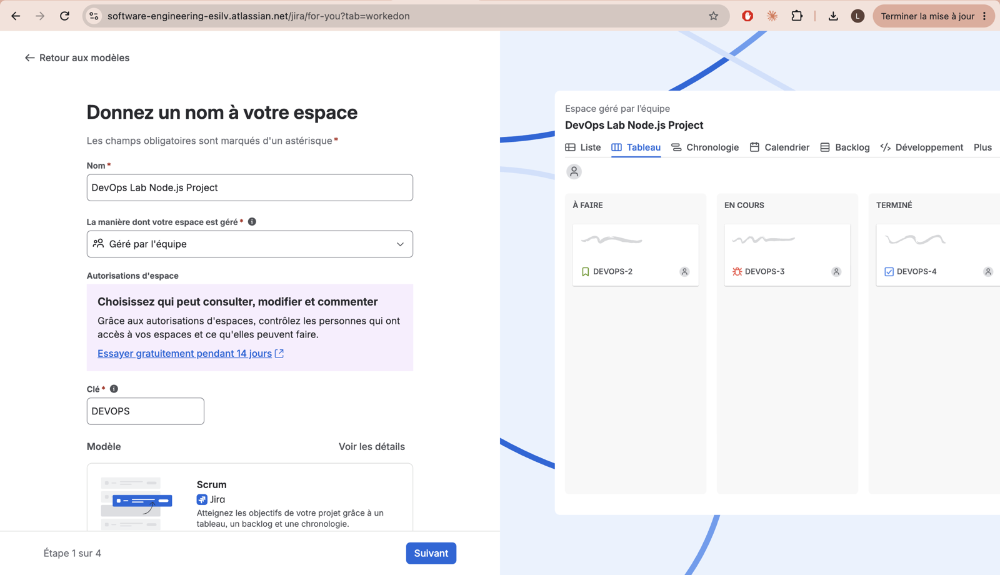 software-engineering-esilv.atlassian.net/jira/for-you?tab=workedon
L
Terminer la mise à jour
Retour aux modèles
Donnez un nom à votre espace
Les champs obligatoires sont marqués d'un astérisque*
Nom *
DevOps Lab Node.js Project
La manière dont votre espace est géré *
Géré par l'équipe
Autorisations d'espace
Choisissez qui peut consulter, modifier et commenter
Grâce aux autorisations d'espaces, contrôlez les personnes qui ont
accès à vos espaces et ce qu'elles peuvent faire.
Essayer gratuitement pendant 14 jours
Clé *
DEVOPS
Modèle
Voir les détails
Scrum
Jira
Atteignez les objectifs de votre projet grâce à un
tableau, un backlog et une chronologie.
Étape 1 sur 4
Suivant
Espace géré par l’équipe
DevOps Lab Node.js Project
Liste
Tableau
Chronologie
Calendrier
Backlog
Développement
Plus
À FAIRE
DEVOPS-2
EN COURS
DEVOPS-3
TERMINÉ
DEVOPS-4